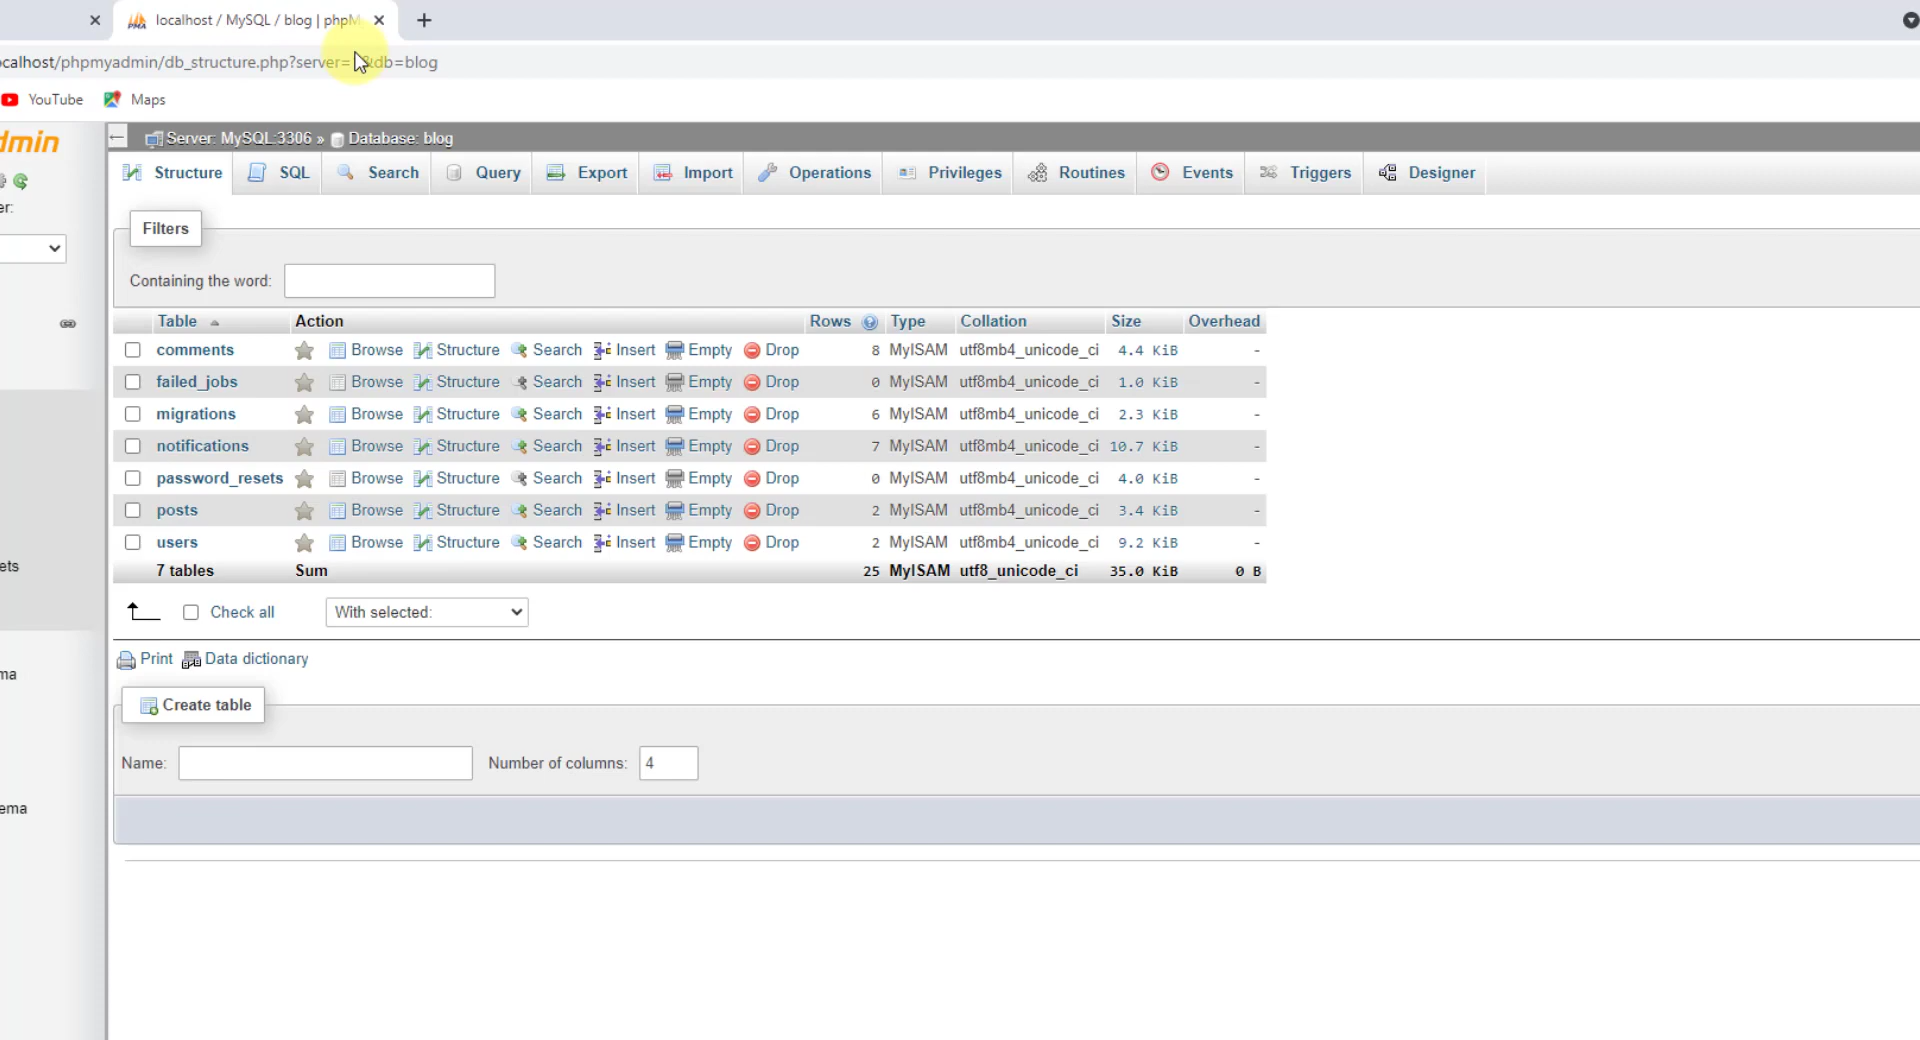 localhost / MySQL / blog | phpM
ocalhost/phpmyadmin/db_structure.php?server= &db=blog
YouTube Maps
dmin
Server: MySQL:3306 » Database: blog
Structure SQL Search Query Export Import Operations Privileges Routines Events Triggers Designer
er:
Filters
Containing the word:
Table Action Rows Type Collation Size Overhead
comments Browse Structure Search Insert Empty Drop 8 MyISAM utf8mb4_unicode_ci 4.4 KiB -
failed_jobs Browse Structure Search Insert Empty Drop 0 MyISAM utf8mb4_unicode_ci 1.0 KiB -
migrations Browse Structure Search Insert Empty Drop 6 MyISAM utf8mb4_unicode_ci 2.3 KiB -
notifications Browse Structure Search Insert Empty Drop 7 MyISAM utf8mb4_unicode_ci 10.7 KiB -
password_resets Browse Structure Search Insert Empty Drop 0 MyISAM utf8mb4_unicode_ci 4.0 KiB -
posts Browse Structure Search Insert Empty Drop 2 MyISAM utf8mb4_unicode_ci 3.4 KiB -
users Browse Structure Search Insert Empty Drop 2 MyISAM utf8mb4_unicode_ci 9.2 KiB -
7 tables Sum 25 MyISAM utf8_unicode_ci 35.0 KiB 0 B
ets
Check all With selected:
Print Data dictionary
ma
Create table
Name: Number of columns: 4
ema